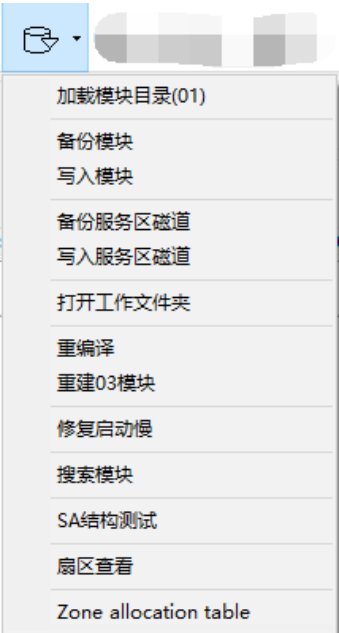 加载模块目录(01)
备份模块
写入模块
备份服务区磁道
写入服务区磁道
打开工作文件夹
重编译
重建03模块
修复启动慢
搜索模块
SA结构测试
扇区查看
Zone allocation table